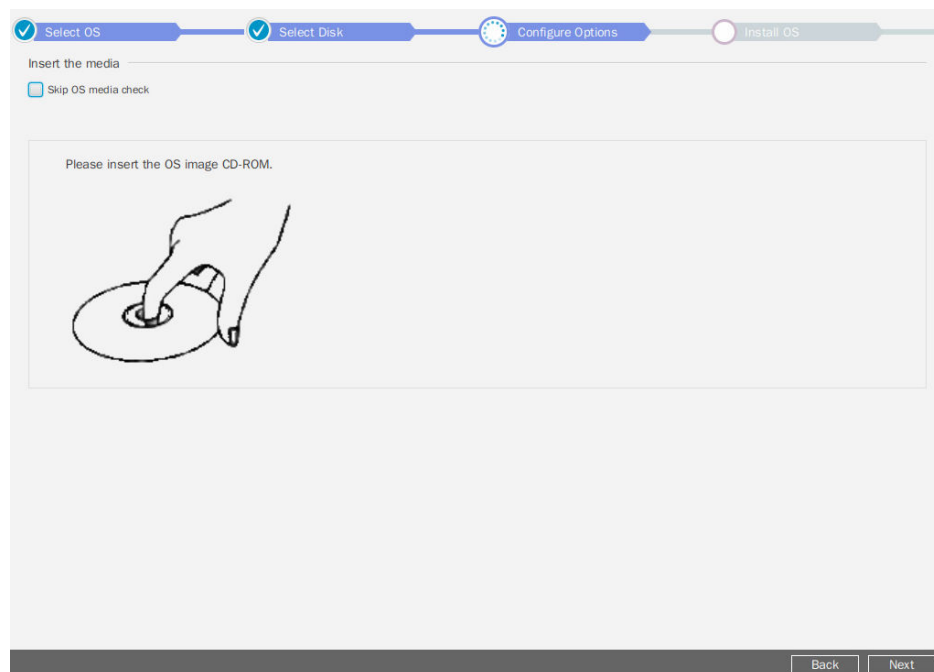 Select OS
Select Disk
Configure Options
Install OS
Insert the media
Skip OS media check
Please insert the OS image CD-ROM.
Back
Next